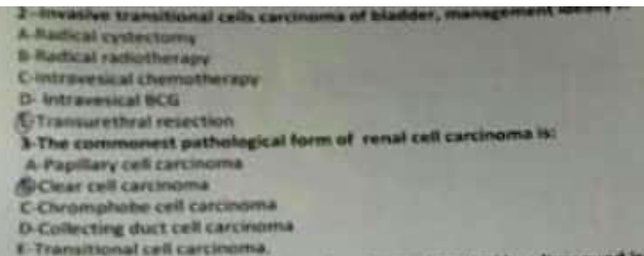 2-Invasive transitional cells carcinoma of bladder, management
A-Radical cystectomy
B-Radical radiotherapy
C-Intravesical chemotherapy
D- Intravesical BCG
E-Transurethral resection
3-The commonest pathological form of renal cell carcinoma is:
A-Papillary cell carcinoma
B-Clear cell carcinoma
C-Chromphobe cell carcinoma
D-Collecting duct cell carcinoma
E-Transitional cell carcinoma.